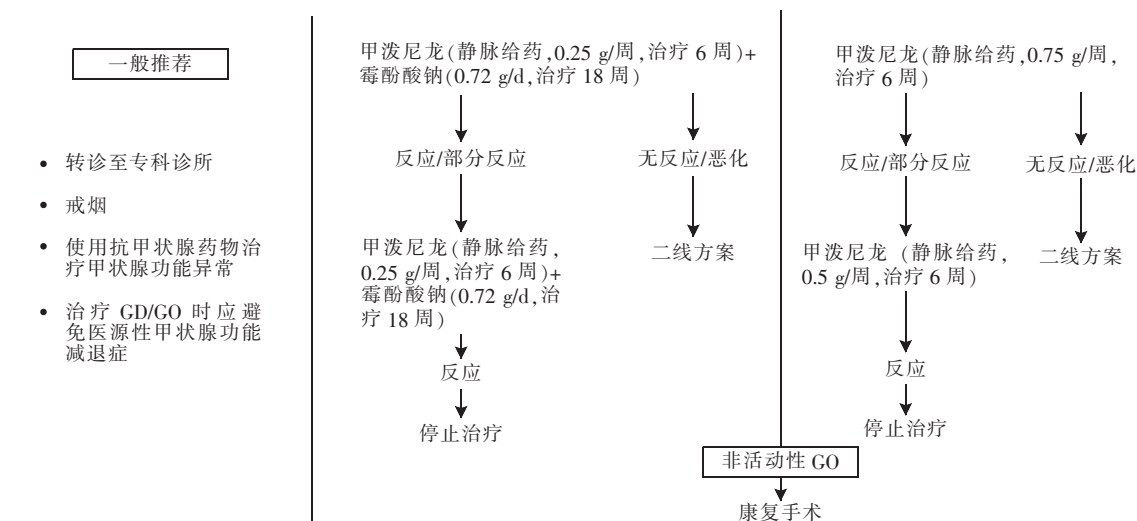 一般推荐
• 转诊至专科诊所
• 戒烟
• 使用抗甲状腺药物治
疗甲状腺功能异常
• 治疗 GD/GO 时应避
免医源性甲状腺功能
减退症
甲泼尼龙(静脉给药,0.25 g/周,治疗 6 周)+
霉酚酸钠(0.72 g/d,治疗 18 周)
反应/部分反应
无反应/恶化
甲泼尼龙(静脉给药,
0.25 g/周,治疗 6 周)+
霉酚酸钠(0.72 g/d,治
疗 18 周)
二线方案
反应
停止治疗
甲泼尼龙(静脉给药,0.75 g/周,
治疗 6 周)
反应/部分反应
无反应/恶化
甲泼尼龙 (静脉给药,
0.5 g/周,治疗 6 周)
二线方案
反应
停止治疗
非活动性 GO
康复手术